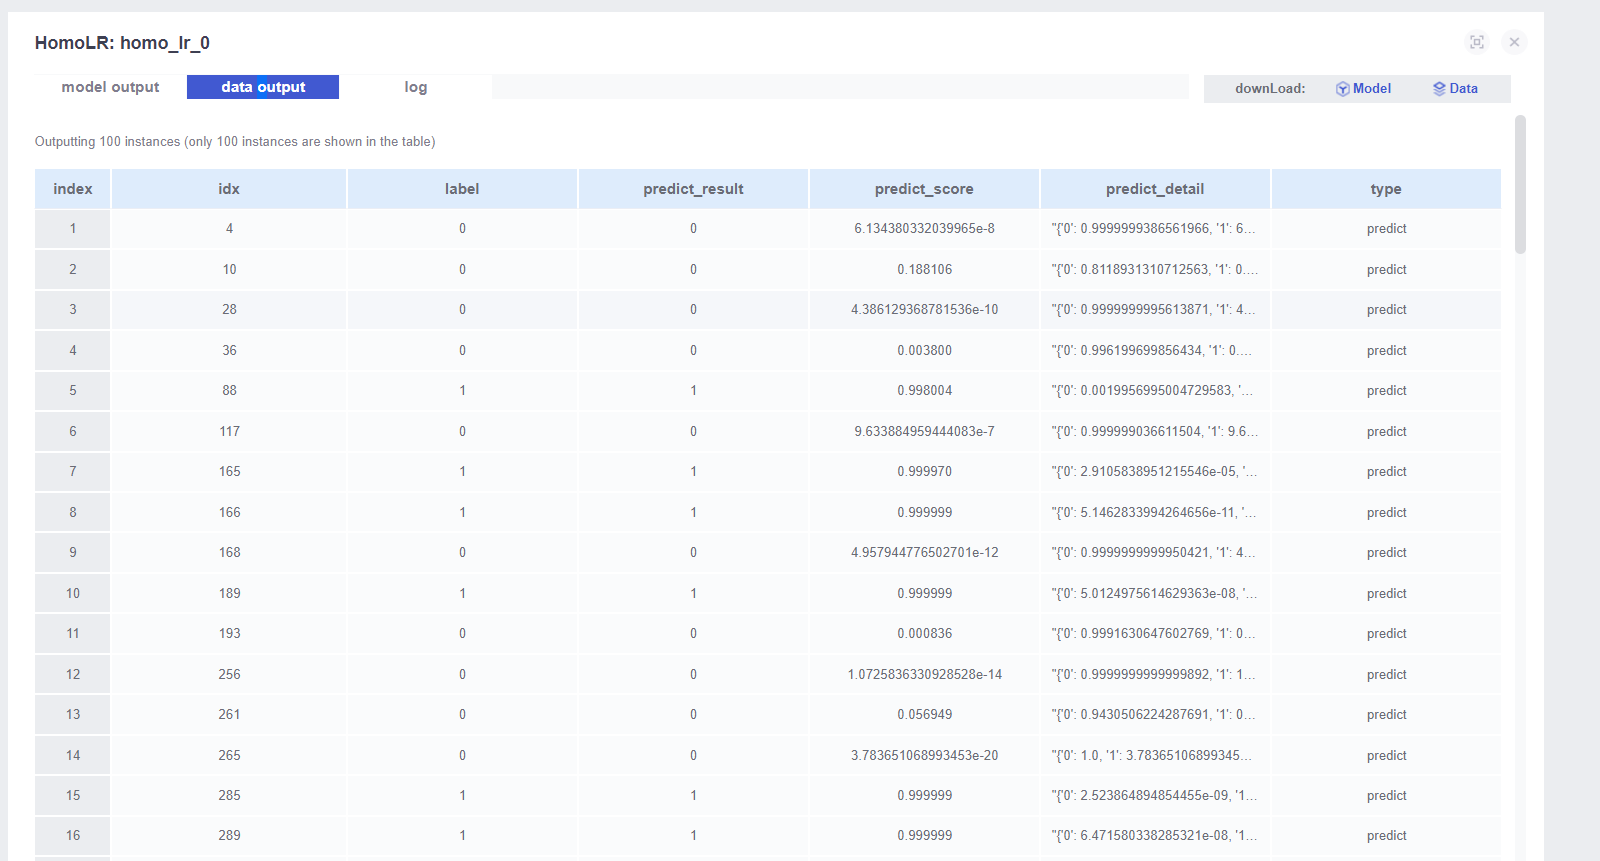 HomoLR: homo_lr_0
model output data output log downLoad: Model Data
Outputting 100 instances (only 100 instances are shown in the table)
index idx label predict_result predict_score predict_detail type
1 4 0 0 6.134380332039965e-8 "{'0': 0.9999999386561966, '1': 6... predict
2 10 0 0 0.188106 "{'0': 0.8118931310712563, '1': 0.... predict
3 28 0 0 4.386129368781536e-10 "{'0': 0.9999999995613871, '1': 4... predict
4 36 0 0 0.003800 "{'0': 0.996199699856434, '1': 0.... predict
5 88 1 1 0.998004 "{'0': 0.0019956995004729583, '... predict
6 117 0 0 9.633884959444083e-7 "{'0': 0.999999036611504, '1': 9.6... predict
7 165 1 1 0.999970 "{'0': 2.9105838951215546e-05, '... predict
8 166 1 1 0.999999 "{'0': 5.1462833994264656e-11, '... predict
9 168 0 0 4.957944776502701e-12 "{'0': 0.9999999999950421, '1': 4... predict
10 189 1 1 0.999999 "{'0': 5.0124975614629363e-08, '... predict
11 193 0 0 0.000836 "{'0': 0.9991630647602769, '1': 0... predict
12 256 0 0 1.0725836330928528e-14 "{'0': 0.9999999999999892, '1': 1... predict
13 261 0 0 0.056949 "{'0': 0.9430506224287691, '1': 0... predict
14 265 0 0 3.783651068993453e-20 "{'0': 1.0, '1': 3.78365106899345... predict
15 285 1 1 0.999999 "{'0': 2.523864894854455e-09, '1... predict
16 289 1 1 0.999999 "{'0': 6.471580338285321e-08, '1... predict